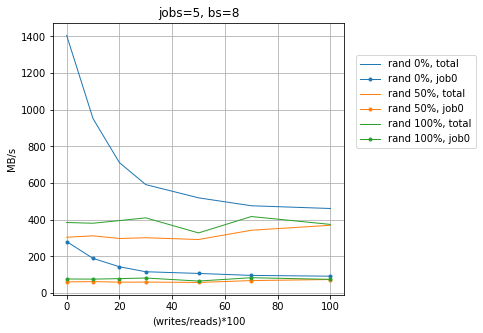 jobs=5, bs=8
MB/s
1400
1200
1000
800
600
400
200
0
0 20 40 60 80 100
(writes/reads)*100
rand 0%, total
rand 0%, job0
rand 50%, total
rand 50%, job0
rand 100%, total
rand 100%, job0